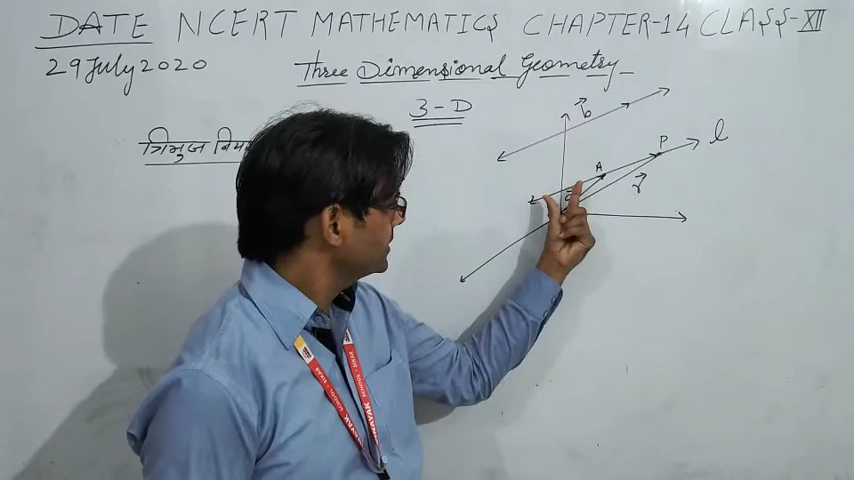 DATE NCERT MATHEMATICS CHAPTER-14 CLASS-XII
29 July 2020
Three Dimensional Geometry
3-D
त्रिभुज
b
l
P
A
r
a